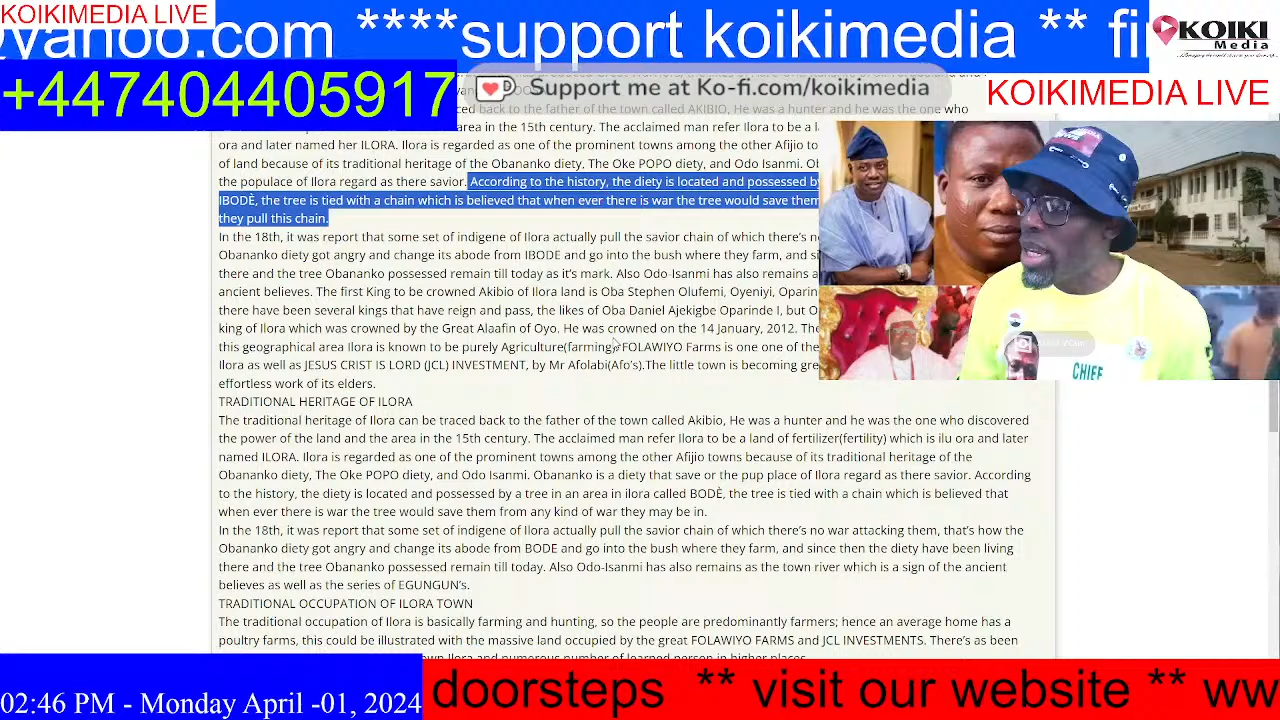 KOIKIMEDIA LIVE
yahoo.com ****support koikimedia ** fi
KOIKI
Media
+447404405917
Support me at Ko-fi.com/koikimedia
KOIKIMEDIA LIVE
back to the father of the town called AKIBIO, He was a hunter and he was the one who
area in the 15th century. The acclaimed man refer Ilora to be a
ora and later named her ILORA. Ilora is regarded as one of the prominent towns among the other Afijio
of land because of its traditional heritage of the Obananko diety. The Oke POPO diety, and Odo Isanmi.
the populace of Ilora regard as there savior. According to the history, the diety is located and possessed by
IBODÈ, the tree is tied with a chain which is believed that when ever there is war the tree would save them
they pull this chain.
In the 18th, it was report that some set of indigene of Ilora actually pull the savior chain of which there's
Obananko diety got angry and change its abode from IBODE and go into the bush where they farm, and
there and the tree Obananko possessed remain till today as it's mark. Also Odo-Isanmi has also remains
ancient believes. The first King to be crowned Akibio of Ilora land is Oba Stephen Olufemi, Oyeniyi,
there have been several kings that have reign and pass, the likes of Oba Daniel Ajekigbe Oparinde I, but
king of Ilora which was crowned by the Great Alaafin of Oyo. He was crowned on the 14 January, 2012.
this geographical area Ilora is known to be purely Agriculture(farming) FOLAWIYO Farms is one one of the
Ilora as well as JESUS CRIST IS LORD (JCL) INVESTMENT, by Mr Afolabi(Afo's).The little town is becoming
effortless work of its elders.
TRADITIONAL HERITAGE OF ILORA
The traditional heritage of Ilora can be traced back to the father of the town called Akibio, He was a hunter and he was the one who discovered
the power of the land and the area in the 15th century. The acclaimed man refer Ilora to be a land of fertilizer(fertility) which is ilu ora and later
named ILORA. Ilora is regarded as one of the prominent towns among the other Afijio towns because of its traditional heritage of the
Obananko diety, The Oke POPO diety, and Odo Isanmi. Obananko is a diety that save or the pup place of Ilora regard as there savior. According
to the history, the diety is located and possessed by a tree in an area in ilora called BODÈ, the tree is tied with a chain which is believed that
when ever there is war the tree would save them from any kind of war they may be in.
In the 18th, it was report that some set of indigene of Ilora actually pull the savior chain of which there's no war attacking them, that's how the
Obananko diety got angry and change its abode from BODE and go into the bush where they farm, and since then the diety have been living
there and the tree Obananko possessed remain till today. Also Odo-Isanmi has also remains as the town river which is a sign of the ancient
believes as well as the series of EGUNGUN's.
TRADITIONAL OCCUPATION OF ILORA TOWN
The traditional occupation of Ilora is basically farming and hunting, so the people are predominantly farmers; hence an average home has a
poultry farms, this could be illustrated with the massive land occupied by the great FOLAWIYO FARMS and JCL INVESTMENTS. There's as been
CHIEF
02:46 PM - Monday April -01, 2024
doorsteps ** visit our website ** ww